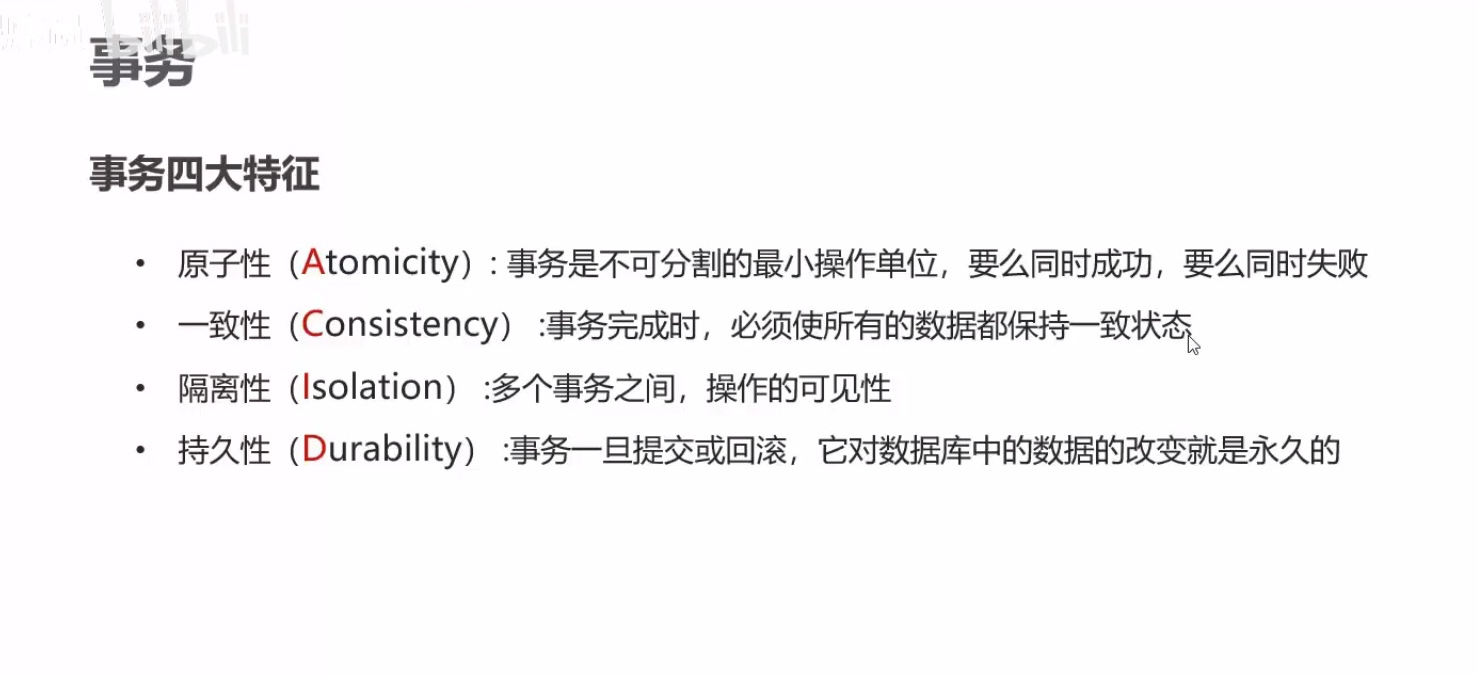 事务
事务四大特征
• 原子性（Atomicity）: 事务是不可分割的最小操作单位，要么同时成功，要么同时失败
• 一致性（Consistency） :事务完成时，必须使所有的数据都保持一致状态
• 隔离性（Isolation） :多个事务之间，操作的可见性
• 持久性（Durability） :事务一旦提交或回滚，它对数据库中的数据的改变就是永久的